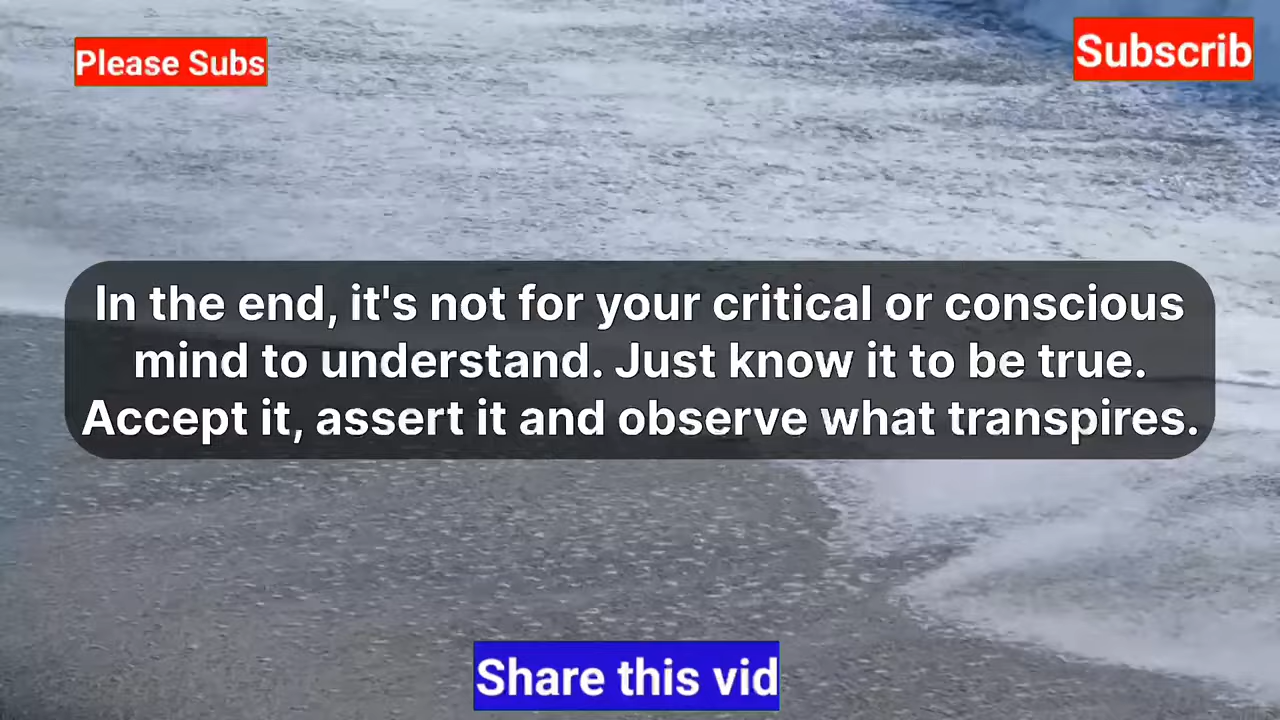 Please Subs
Subscrib
In the end, it's not for your critical or conscious
mind to understand. Just know it to be true.
Accept it, assert it and observe what transpires.
Share this vid